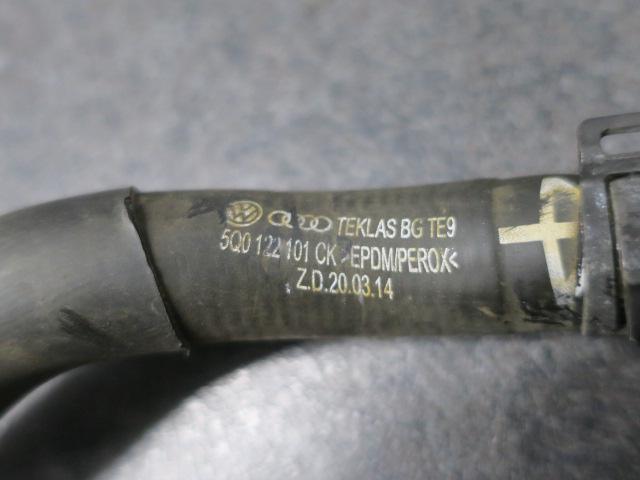 TEKLAS BG TE9
5Q0 122 101 CK >EPDM/PEROX<
Z.D.20.03.14